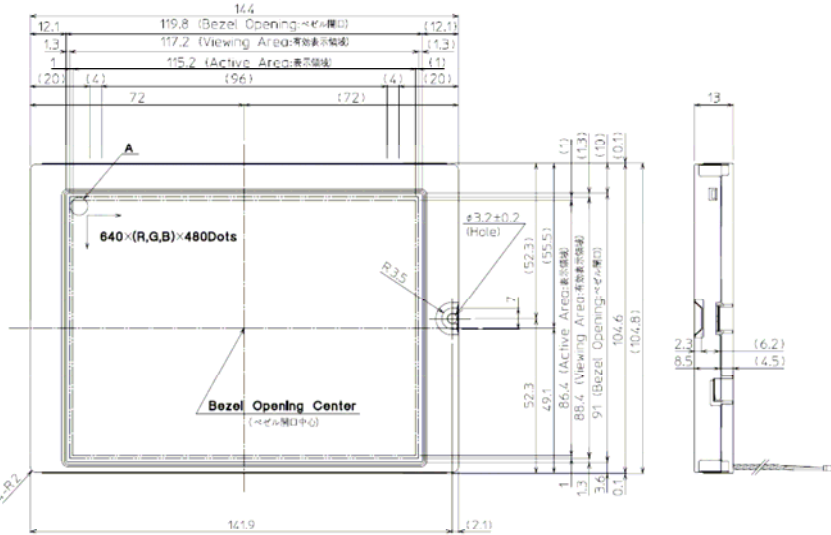 144
12.1 119.8 (Bezel Opening:ベゼル開口) (12.1)
1.3 117.2 (Viewing Area:有効表示領域) (1.3)
1 115.2 (Active Area:表示領域) (1)
(20) (4) (96) (4) (20)
72 (72)
13
A
640×(R,G,B)×480Dots
φ3.2±0.2
(Hole)
R3.5
7
Bezel Opening Center
(ベゼル開口中心)
(52.3)
52.3
(55.5)
49.1
(1)
86.4 (Active Area:表示領域)
1
(1.3)
88.4 (Viewing Area:有効表示領域)
1.3
(10)
91 (Bezel Opening:ベゼル開口)
3.6
(0.1)
104.6
0.1
(104.8)
2.3 (6.2)
8.5 (4.5)
-R2
141.9 (2.1)